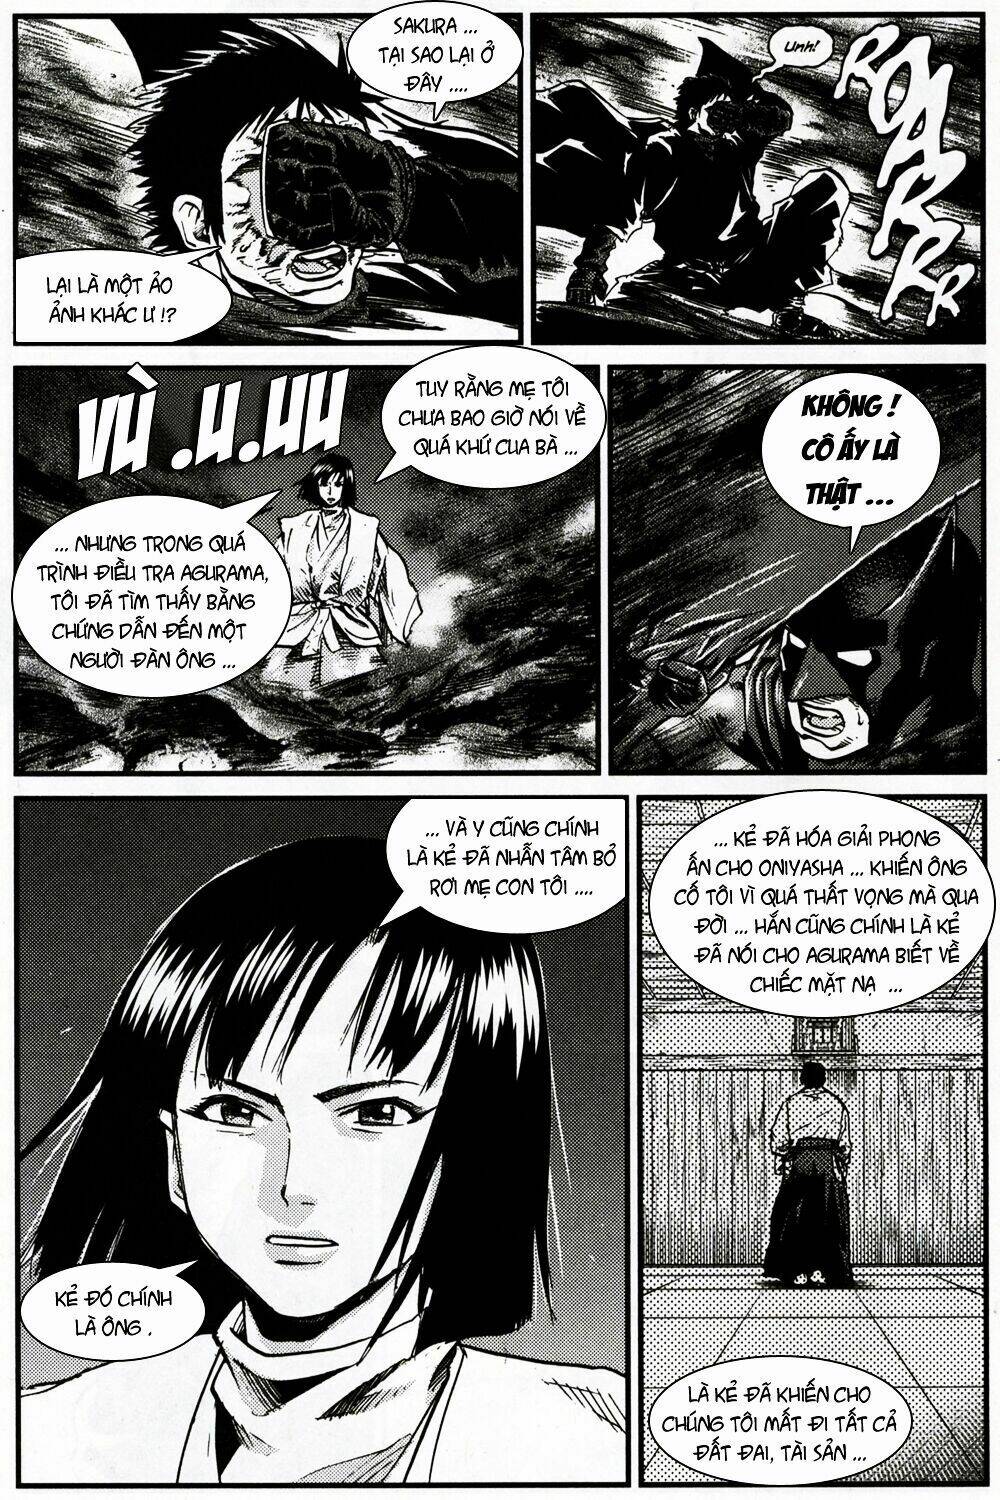 SAKURA ...
TẠI SAO LẠI Ở
ĐÂY ....
LẠI LÀ MỘT ẢO
ẢNH KHÁC Ư !?
Unh!
ROARRR
VÙ .U.UU
TUY RẰNG MẸ TÔI
CHƯA BAO GIỜ NÓI VỀ
QUÁ KHỨ CUA BÀ ...
... NHƯNG TRONG QUÁ
TRÌNH ĐIỀU TRA AGURAMA,
TÔI ĐÃ TÌM THẤY BẰNG
CHỨNG DẪN ĐẾN MỘT
NGƯỜI ĐÀN ÔNG ...
KHÔNG !
CÔ ẤY LÀ
THẬT ...
... VÀ Y CŨNG CHÍNH
LÀ KẺ ĐÃ NHẪN TÂM BỎ
RƠI MẸ CON TÔI ....
KẺ ĐÓ CHÍNH
LÀ ÔNG .
... KẺ ĐÃ HÓA GIẢI PHONG
ẤN CHO ONIYASHA ... KHIẾN ÔNG
CỐ TÔI VÌ QUÁ THẤT VỌNG MÀ QUA
ĐỜI ... HẮN CŨNG CHÍNH LÀ KẺ
ĐÃ NÓI CHO AGURAMA BIẾT VỀ
CHIẾC MẶT NẠ ...
LÀ KẺ ĐÃ KHIẾN CHO
CHÚNG TÔI MẤT ĐI TẤT CẢ
ĐẤT ĐAI, TÀI SẢN ...